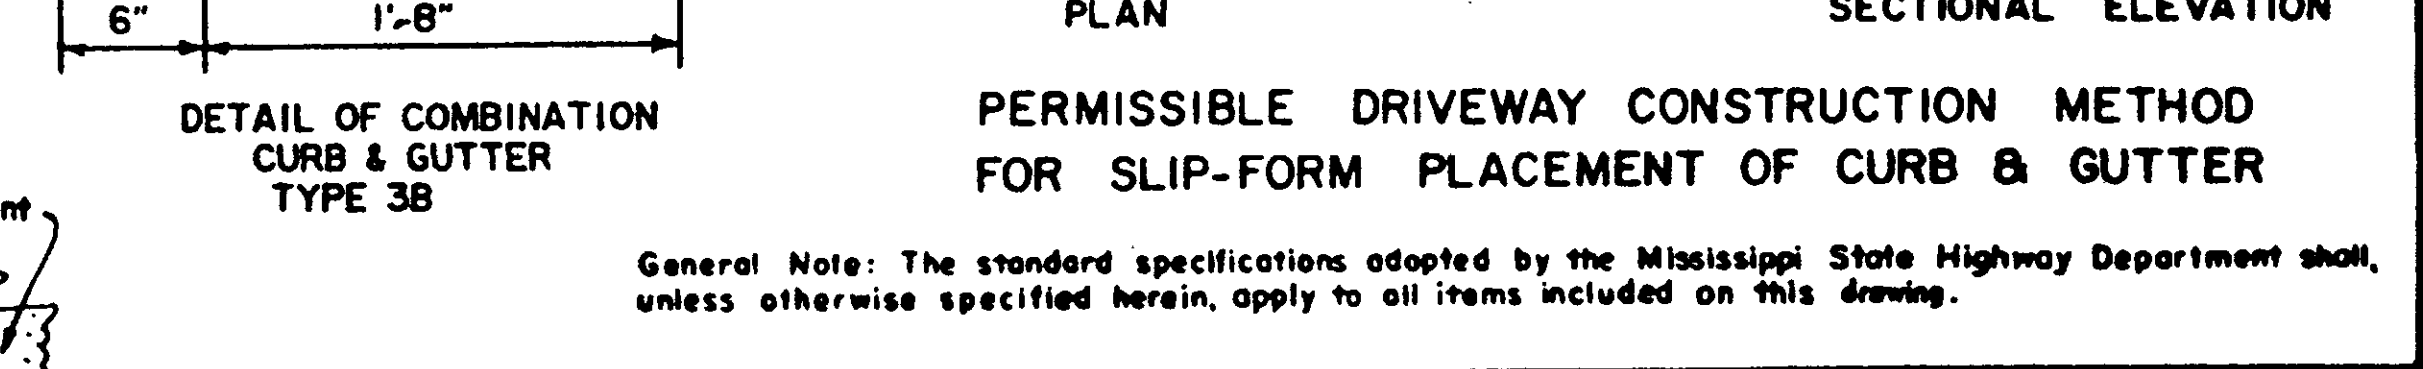 6" 1'-8"
PLAN
SECTIONAL ELEVATION
DETAIL OF COMBINATION
CURB & GUTTER
TYPE 3B
PERMISSIBLE DRIVEWAY CONSTRUCTION METHOD
FOR SLIP-FORM PLACEMENT OF CURB & GUTTER
General Note: The standard specifications adopted by the Mississippi State Highway Department shall,
unless otherwise specified herein, apply to all items included on this drawing.